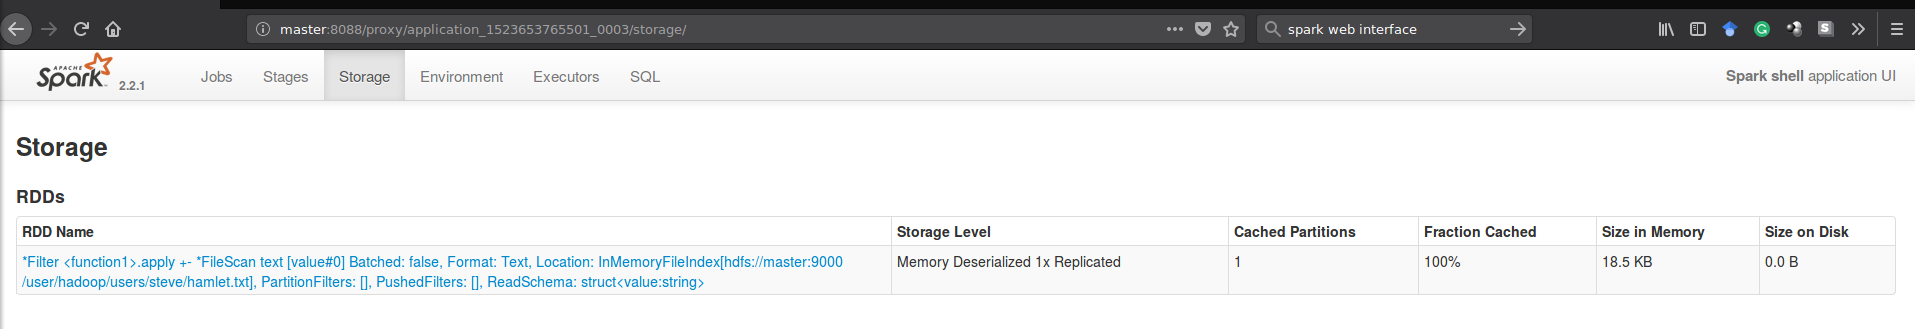 master:8088/proxy/application_1523653765501_0003/storage/ spark web interface
APACHE Spark 2.2.1 Jobs Stages Storage Environment Executors SQL Spark shell application UI
Storage
RDDs
RDD Name Storage Level Cached Partitions Fraction Cached Size in Memory Size on Disk
*Filter <function1>.apply +- *FileScan text [value#0] Batched: false, Format: Text, Location: InMemoryFileIndex[hdfs://master:9000 Memory Deserialized 1x Replicated 1 100% 18.5 KB 0.0 B
/user/hadoop/users/steve/hamlet.txt], PartitionFilters: [], PushedFilters: [], ReadSchema: struct<value:string>